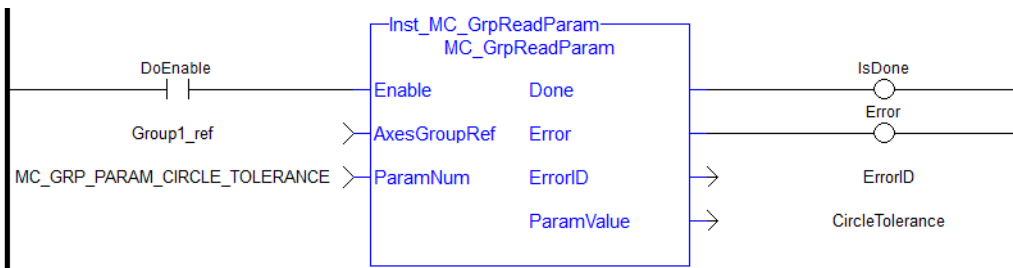 Inst_MC_GrpReadParam
MC_GrpReadParam
DoEnable
IsDone
Enable
Done
Error
Group1_ref
AxesGroupRef
Error
MC_GRP_PARAM_CIRCLE_TOLERANCE
ParamNum
ErrorID
ErrorID
ParamValue
CircleTolerance